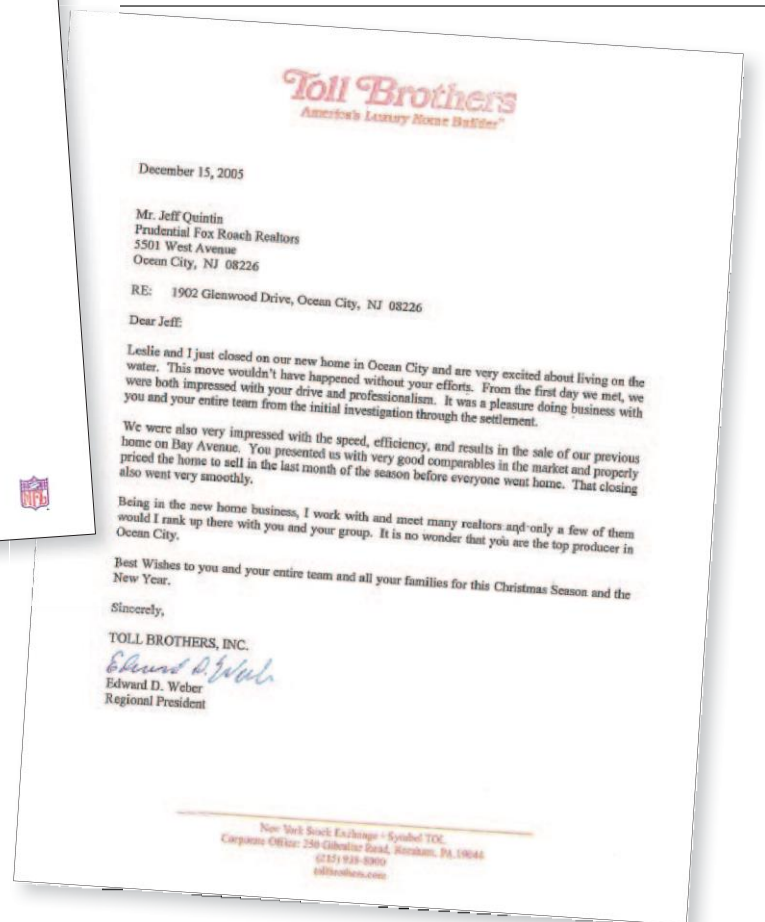 Toll Brothers
America's Luxury Home Builder™
December 15, 2005
Mr. Jeff Quintin
Prudential Fox Roach Realtors
5501 West Avenue
Ocean City, NJ 08226
RE: 1902 Glenwood Drive, Ocean City, NJ 08226
Dear Jeff:
Leslie and I just closed on our new home in Ocean City and are very excited about living on the
water. This move wouldn't have happened without your efforts. From the first day we met, we
were both impressed with your drive and professionalism. It was a pleasure doing business with
you and your entire team from the initial investigation through the settlement.
We were also very impressed with the speed, efficiency, and results in the sale of our previous
home on Bay Avenue. You presented us with very good comparables in the market and properly
priced the home to sell in the last month of the season before everyone went home. That closing
also went very smoothly.
Being in the new home business, I work with and meet many realtors and only a few of them
would I rank up there with you and your group. It is no wonder that you are the top producer in
Ocean City.
Best Wishes to you and your entire team and all your families for this Christmas Season and the
New Year.
Sincerely,
TOLL BROTHERS, INC.
Edward D. Weber
Edward D. Weber
Regional President
NFL
New York Stock Exchange • Symbol TOL
Corporate Office: 250 Gibraltar Road, Horsham, PA 19044
(215) 938-8000
tollbrothers.com